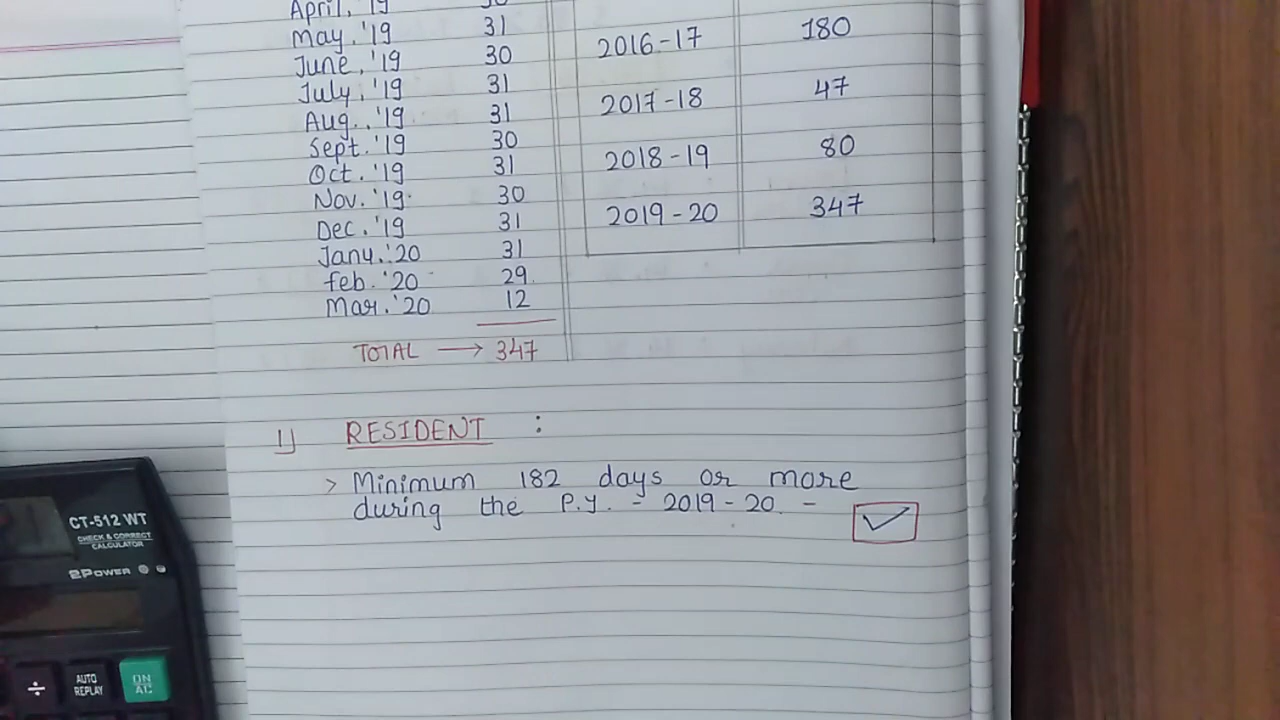 April, '19 30
May. '19 31
June, '19 30
July, '19 31
Aug., '19 31
Sept. '19 30
Oct. '19 31
Nov. '19. 30
Dec. '19 31
Janu. '20 31
feb. '20 29
Mar. '20 12
TOTAL → 347
2016-17 180
2017-18 47
2018-19 80
2019-20 347
1) RESIDENT :
> Minimum 182 days or more
during the P.Y. - 2019-20. - ✓
CT-512 WT
CHECK & CORRECT
CALCULATOR
2POWER
÷ AUTO REPLAY ON AC